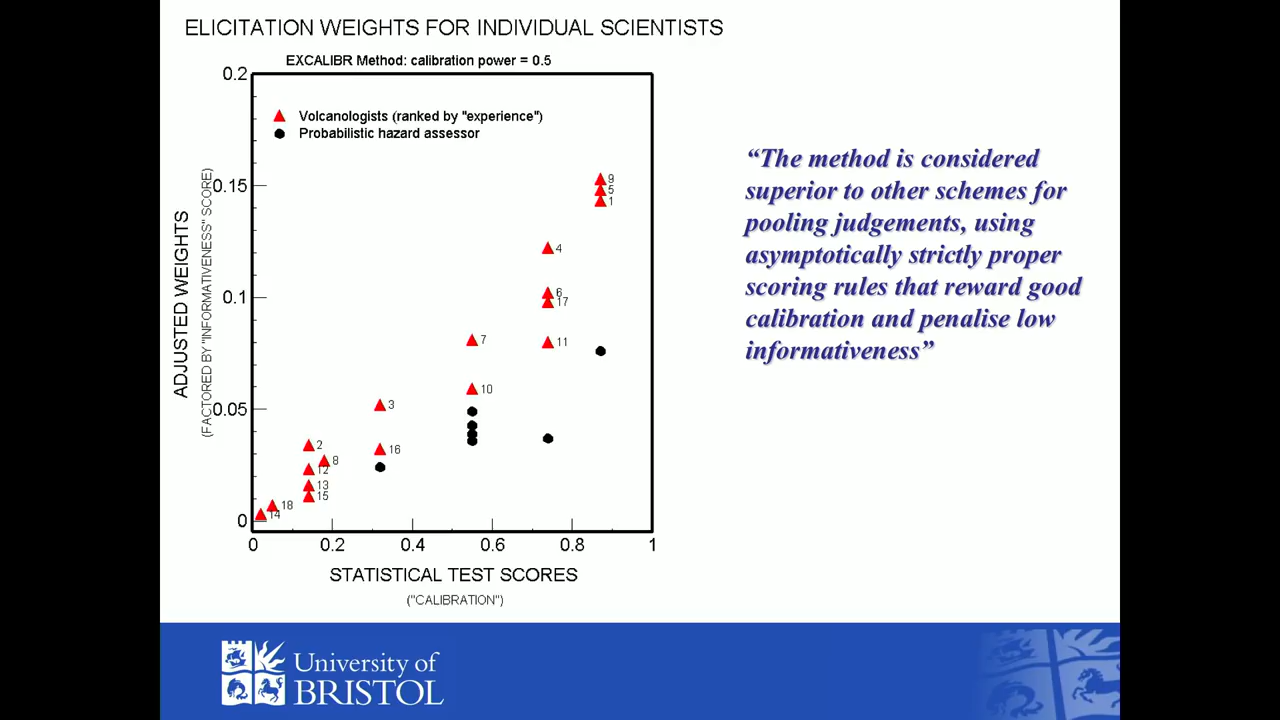 ELICITATION WEIGHTS FOR INDIVIDUAL SCIENTISTS
EXCALIBR Method: calibration power = 0.5
0.2
Volcanologists (ranked by "experience")
Probabilistic hazard assessor
0.15
0.1
0.05
0
ADJUSTED WEIGHTS
(FACTORED BY "INFORMATIVENESS" SCORE)
9
5
1
4
6
17
7
11
10
3
16
2
8
12
13
15
18
14
0
0.2
0.4
0.6
0.8
1
STATISTICAL TEST SCORES
("CALIBRATION")
“The method is considered
superior to other schemes for
pooling judgements, using
asymptotically strictly proper
scoring rules that reward good
calibration and penalise low
informativeness”
University of
BRISTOL